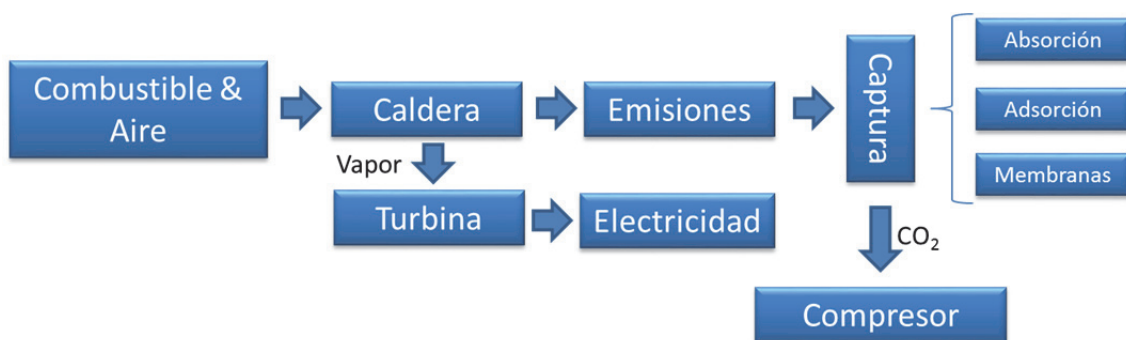 Combustible &
Aire
Caldera
Emisiones
Captura
Absorción
Adsorción
Membranas
Vapor
Turbina
Electricidad
CO₂
Compresor